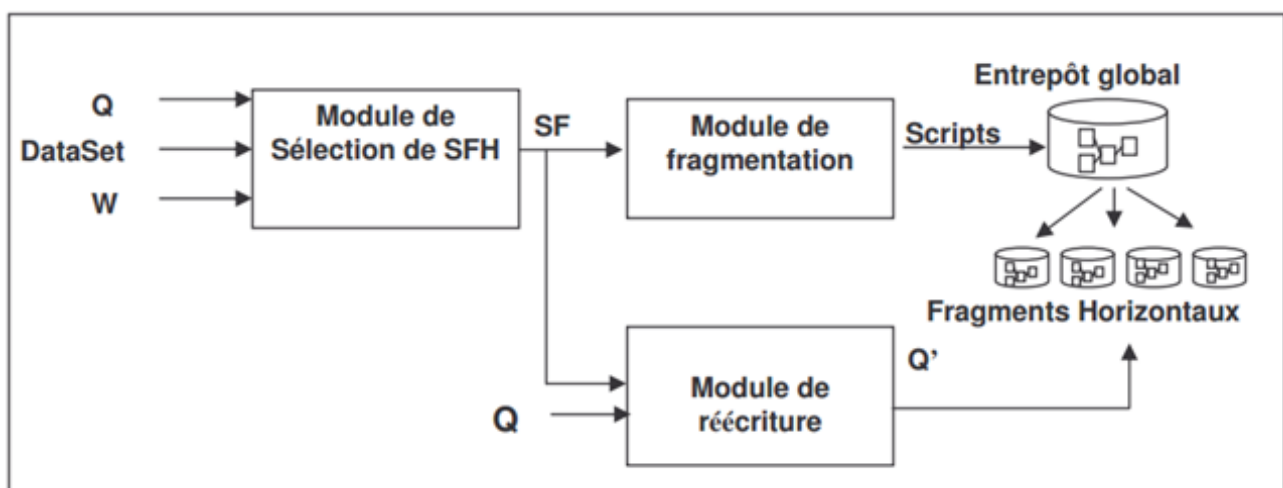 Q
DataSet
W
Module de
Sélection de SFH
SF
Module de
fragmentation
Scripts
Entrepôt global
Fragments Horizontaux
Q
Module de
réécriture
Q’